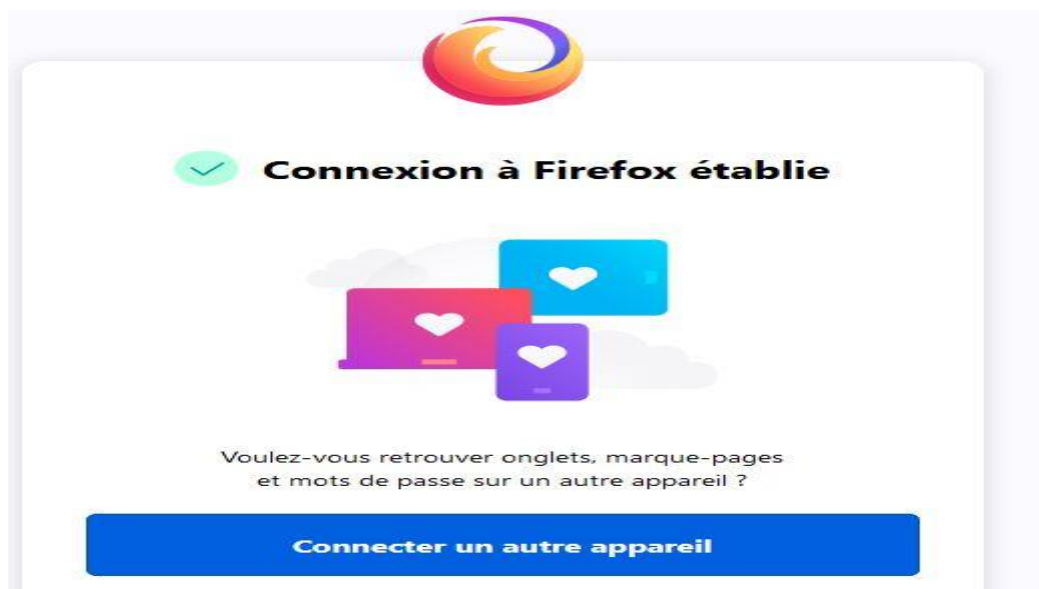 Connexion à Firefox établie
Voulez-vous retrouver onglets, marque-pages
et mots de passe sur un autre appareil ?
Connecter un autre appareil